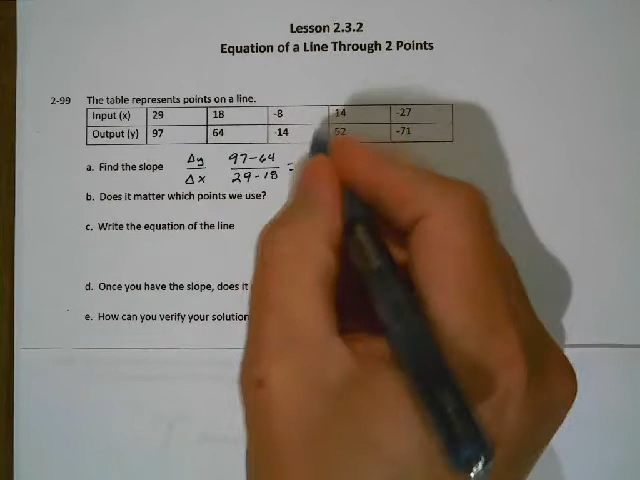 Lesson 2.3.2
Equation of a Line Through 2 Points
2-99 The table represents points on a line.
Input (x) 29 18 -8 14 -27
Output (y) 97 64 -14 52 -71
a. Find the slope Δy/Δx 97-64/29-18 =
b. Does it matter which points we use?
c. Write the equation of the line
d. Once you have the slope, does it
e. How can you verify your solution